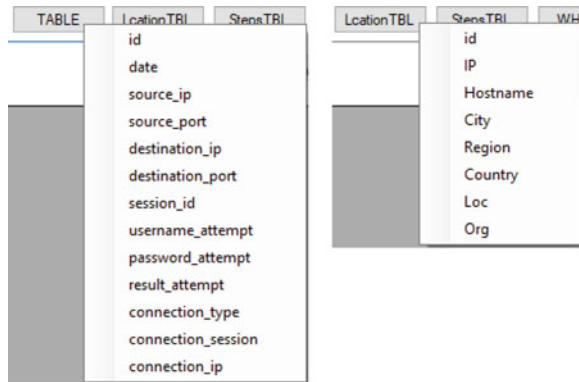 TABLE LcationTBL StepsTBL
id
date
source_ip
source_port
destination_ip
destination_port
session_id
username_attempt
password_attempt
result_attempt
connection_type
connection_session
connection_ip
LcationTBL StepsTBL WH
id
IP
Hostname
City
Region
Country
Loc
Org